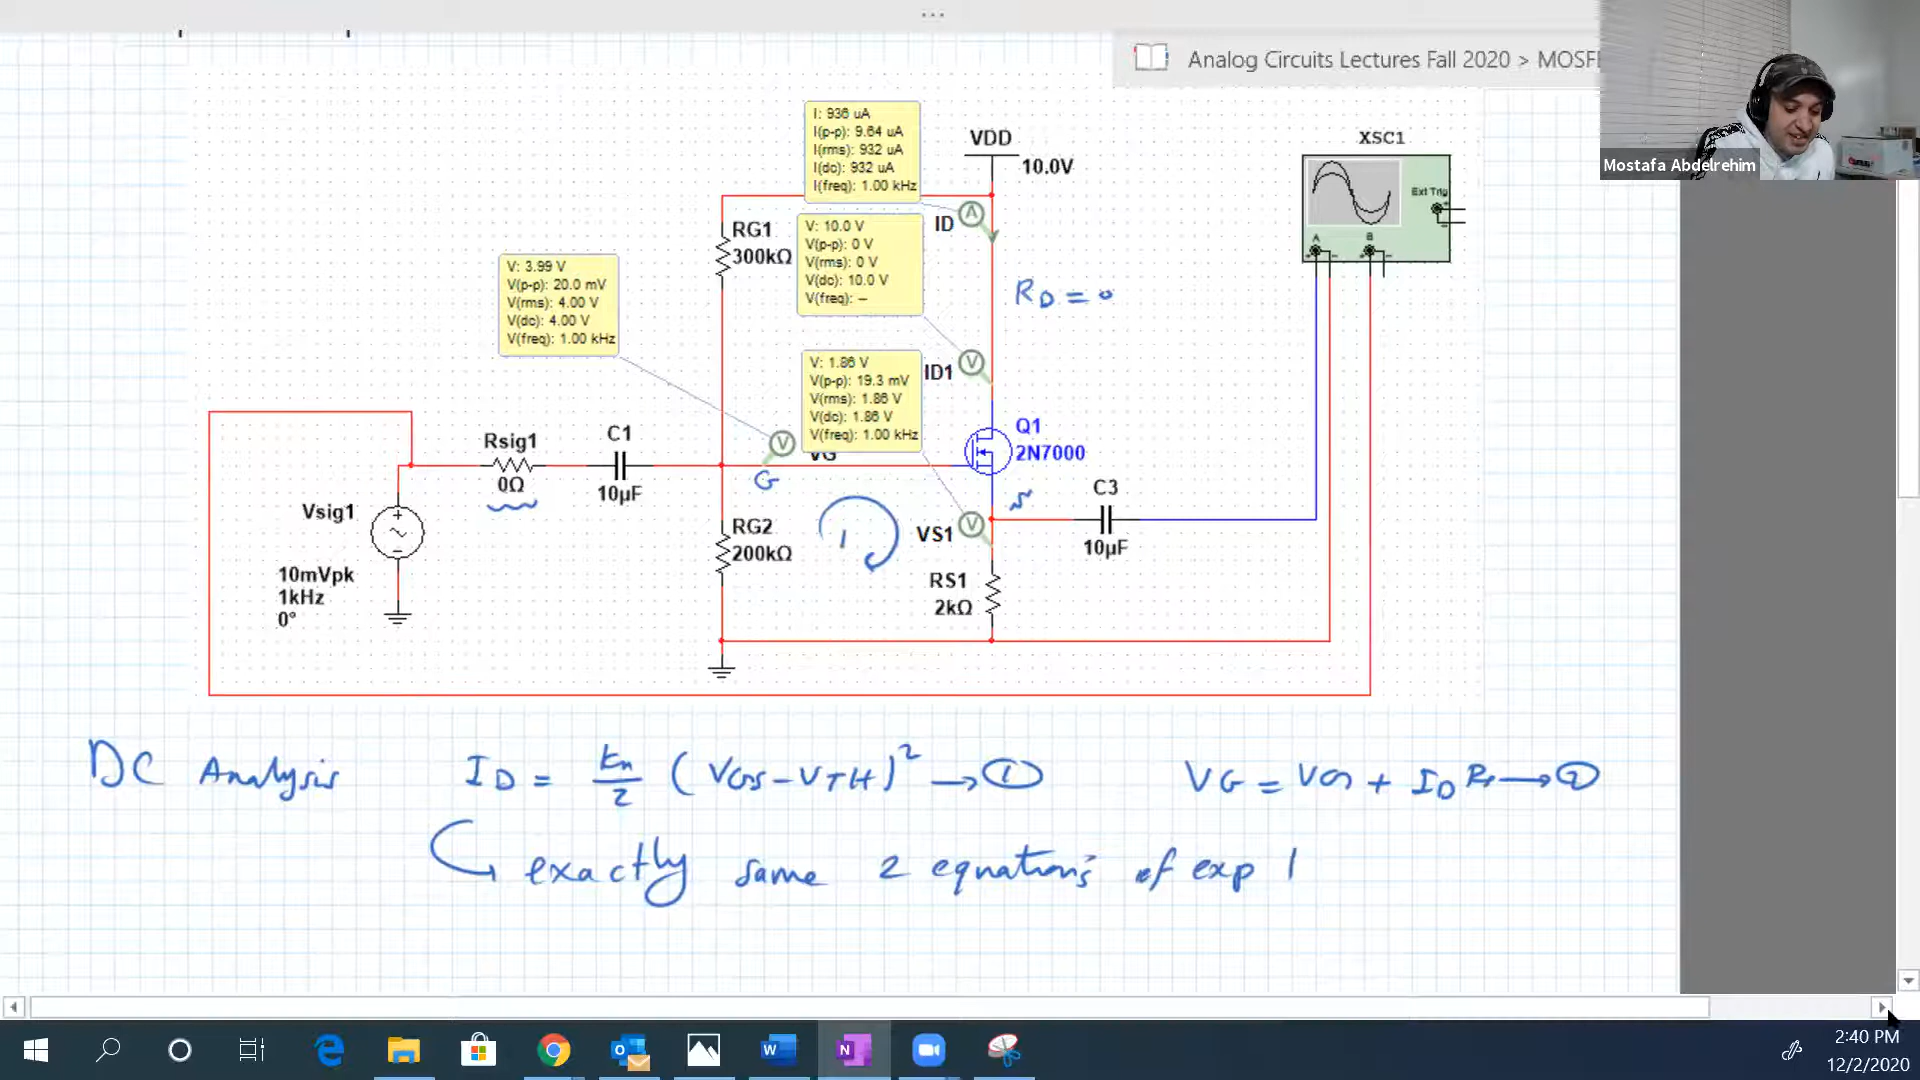 Analog Circuits Lectures Fall 2020 > MOSF
Mostafa Abdelrehim
I: 936 uA
I(p-p): 9.64 uA
I(rms): 932 uA
I(dc): 932 uA
I(freq): 1.00 kHz
VDD
10.0V
XSC1
Ext Trig
A
B
ID
A
RG1
300kΩ
V: 10.0 V
V(p-p): 0 V
V(rms): 0 V
V(dc): 10.0 V
V(freq): --
V: 3.99 V
V(p-p): 20.0 mV
V(rms): 4.00 V
V(dc): 4.00 V
V(freq): 1.00 kHz
RD = 0
V: 1.86 V
V(p-p): 19.3 mV
V(rms): 1.86 V
V(dc): 1.86 V
V(freq): 1.00 kHz
ID1
V
Q1
2N7000
Rsig1
0Ω
C1
10µF
V
VG
G
S
C3
10µF
Vsig1
10mVpk
1kHz
0°
RG2
200kΩ
1
VS1
V
RS1
2kΩ
DC Analysis ID = kn/2 (VGS - VTH)² → ① VG = VGS + ID RS → ②
exactly same 2 equations of exp 1
2:40 PM
12/2/2020